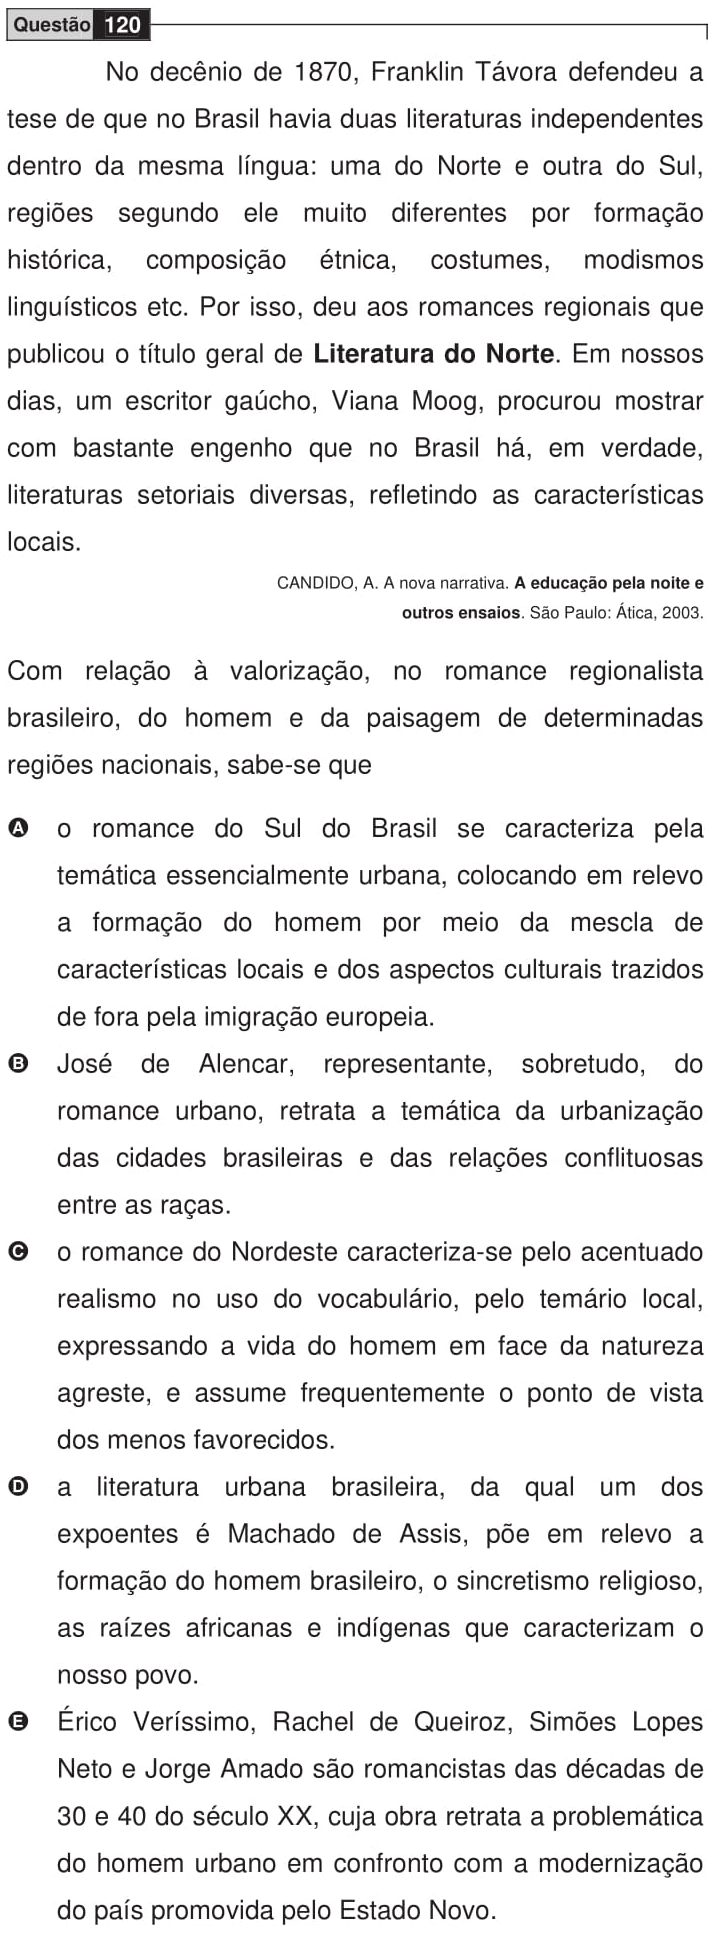 Questão 120
No decênio de 1870, Franklin Távora defendeu a
tese de que no Brasil havia duas literaturas independentes
dentro da mesma língua: uma do Norte e outra do Sul,
regiões segundo ele muito diferentes por formação
histórica, composição étnica, costumes, modismos
linguísticos etc. Por isso, deu aos romances regionais que
publicou o título geral de Literatura do Norte. Em nossos
dias, um escritor gaúcho, Viana Moog, procurou mostrar
com bastante engenho que no Brasil há, em verdade,
literaturas setoriais diversas, refletindo as características
locais.
CANDIDO, A. A nova narrativa. A educação pela noite e
outros ensaios. São Paulo: Ática, 2003.
Com relação à valorização, no romance regionalista
brasileiro, do homem e da paisagem de determinadas
regiões nacionais, sabe-se que
A o romance do Sul do Brasil se caracteriza pela
temática essencialmente urbana, colocando em relevo
a formação do homem por meio da mescla de
características locais e dos aspectos culturais trazidos
de fora pela imigração europeia.
B José de Alencar, representante, sobretudo, do
romance urbano, retrata a temática da urbanização
das cidades brasileiras e das relações conflituosas
entre as raças.
C o romance do Nordeste caracteriza-se pelo acentuado
realismo no uso do vocabulário, pelo temário local,
expressando a vida do homem em face da natureza
agreste, e assume frequentemente o ponto de vista
dos menos favorecidos.
D a literatura urbana brasileira, da qual um dos
expoentes é Machado de Assis, põe em relevo a
formação do homem brasileiro, o sincretismo religioso,
as raízes africanas e indígenas que caracterizam o
nosso povo.
E Érico Veríssimo, Rachel de Queiroz, Simões Lopes
Neto e Jorge Amado são romancistas das décadas de
30 e 40 do século XX, cuja obra retrata a problemática
do homem urbano em confronto com a modernização
do país promovida pelo Estado Novo.